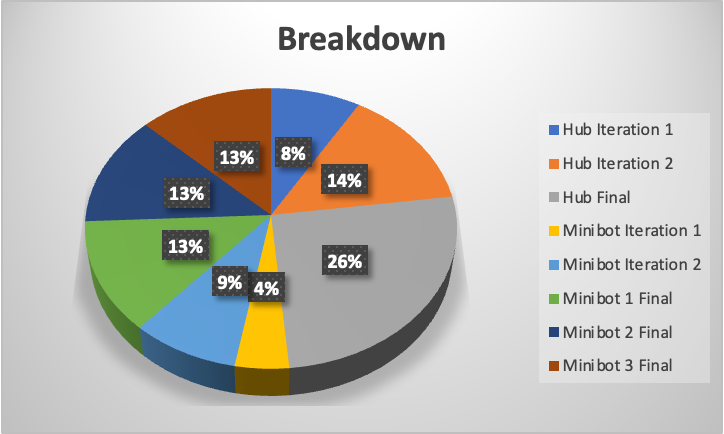 Breakdown
8%
14%
26%
4%
9%
13%
13%
13%
Hub Iteration 1
Hub Iteration 2
Hub Final
Minibot Iteration 1
Minibot Iteration 2
Minibot 1 Final
Minibot 2 Final
Minibot 3 Final